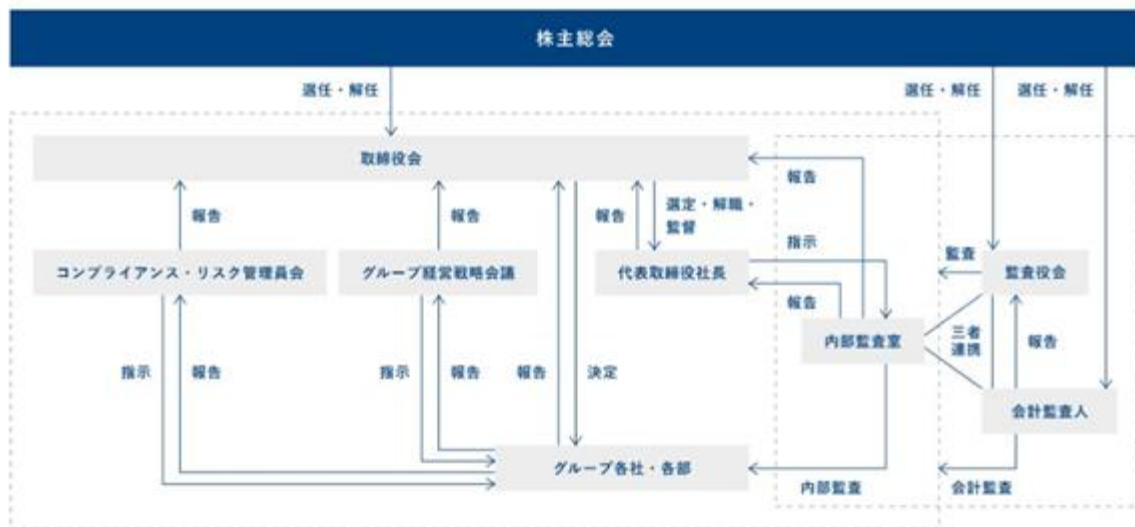 株主総会
選任・解任
選任・解任
選任・解任
取締役会
報告
報告
報告
報告
選定・解職・
監督
指示
コンプライアンス・リスク管理員会
グループ経営戦略会議
代表取締役社長
監査
監査役会
報告
内部監査室
三者
連携
報告
指示
報告
指示
報告
報告
決定
会計監査人
グループ各社・各部
内部監査
会計監査